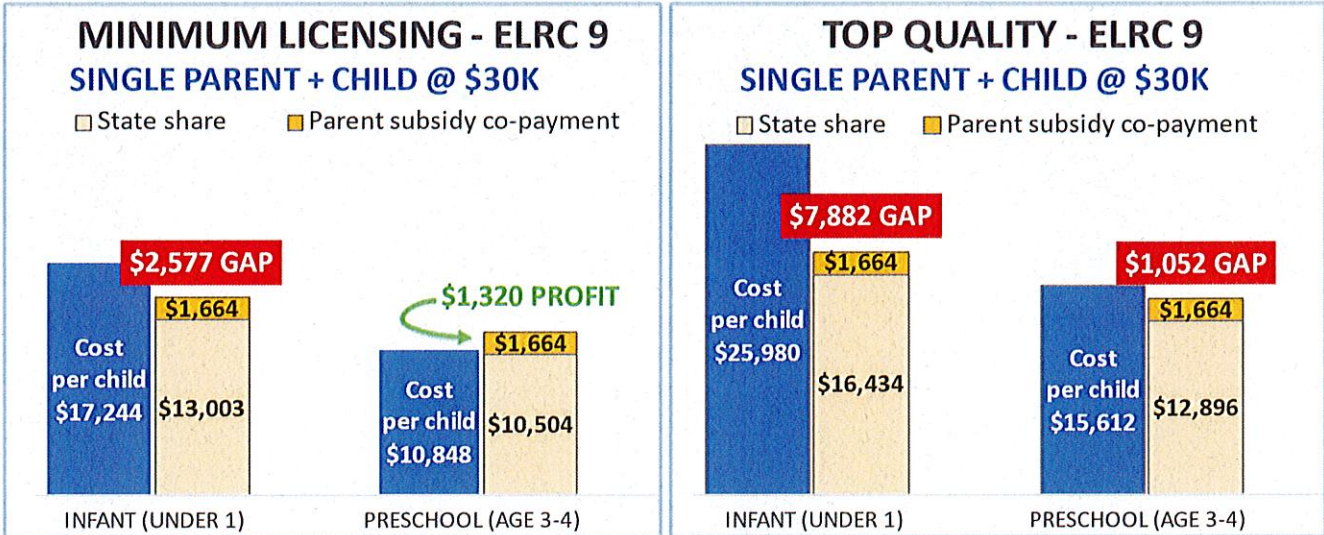 MINIMUM LICENSING - ELRC 9
SINGLE PARENT + CHILD @ $30K
State share
Parent subsidy co-payment
$2,577 GAP
$1,664
Cost
per child
$17,244
$13,003
$1,320 PROFIT
$1,664
Cost
per child
$10,848
$10,504
INFANT (UNDER 1)
PRESCHOOL (AGE 3-4)
TOP QUALITY - ELRC 9
SINGLE PARENT + CHILD @ $30K
State share
Parent subsidy co-payment
$7,882 GAP
$1,664
Cost
per child
$25,980
$16,434
$1,052 GAP
$1,664
Cost
per child
$15,612
$12,896
INFANT (UNDER 1)
PRESCHOOL (AGE 3-4)